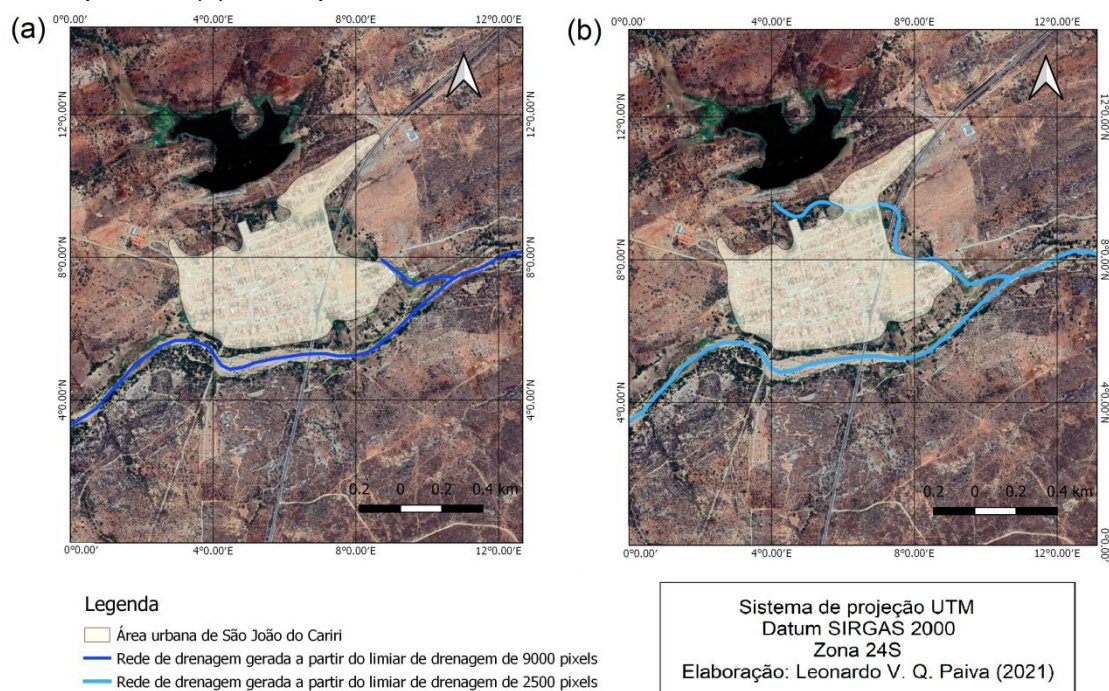 (a)
(b)
0°0.00' 4°0.00'E 8°0.00'E 12°0.00'E
0°0.00' 4°0.00'E 8°0.00'E 12°0.00'E
12°0.00'N
8°0.00'N
4°0.00'N
12°0.00'N
8°0.00'N
4°0.00'N
0°0.00'
0.2 0 0.2 0.4 km
0.2 0 0.2 0.4 km
0°0.00' 4°0.00'E 8°0.00'E 12°0.00'E
0°0.00' 4°0.00'E 8°0.00'E 12°0.00'E
Legenda
Área urbana de São João do Cariri
Rede de drenagem gerada a partir do limiar de drenagem de 9000 pixels
Rede de drenagem gerada a partir do limiar de drenagem de 2500 pixels
Sistema de projeção UTM
Datum SIRGAS 2000
Zona 24S
Elaboração: Leonardo V. Q. Paiva (2021)